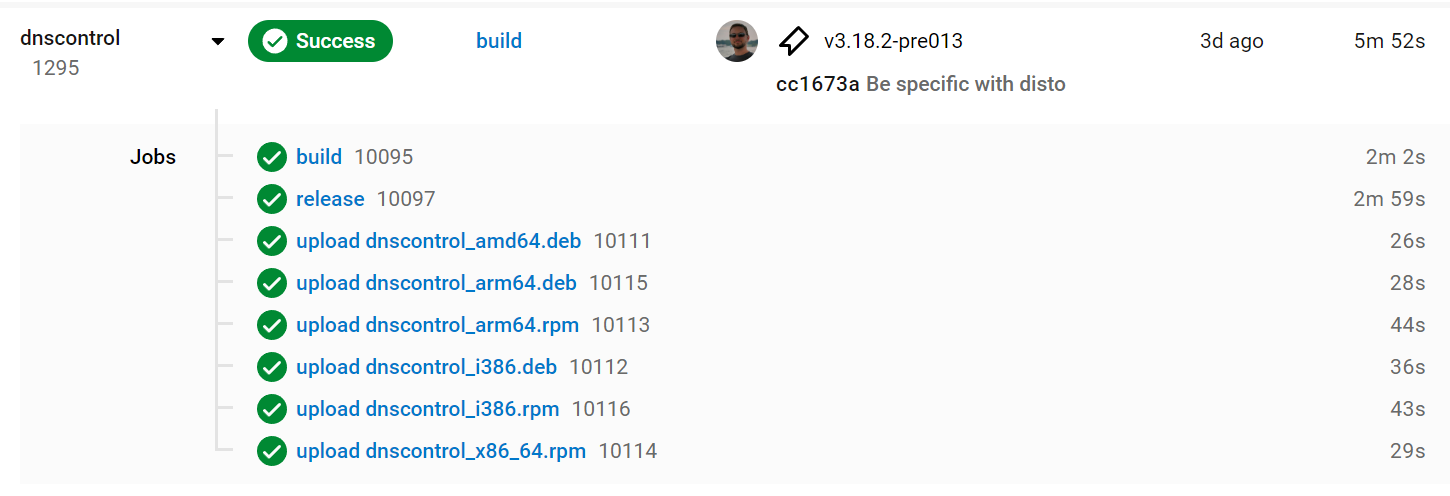 dnscontrol Success build v3.18.2-pre013 3d ago 5m 52s
1295
cc1673a Be specific with disto
Jobs build 10095 2m 2s
release 10097 2m 59s
upload dnscontrol_amd64.deb 10111 26s
upload dnscontrol_arm64.deb 10115 28s
upload dnscontrol_arm64.rpm 10113 44s
upload dnscontrol_i386.deb 10112 36s
upload dnscontrol_i386.rpm 10116 43s
upload dnscontrol_x86_64.rpm 10114 29s